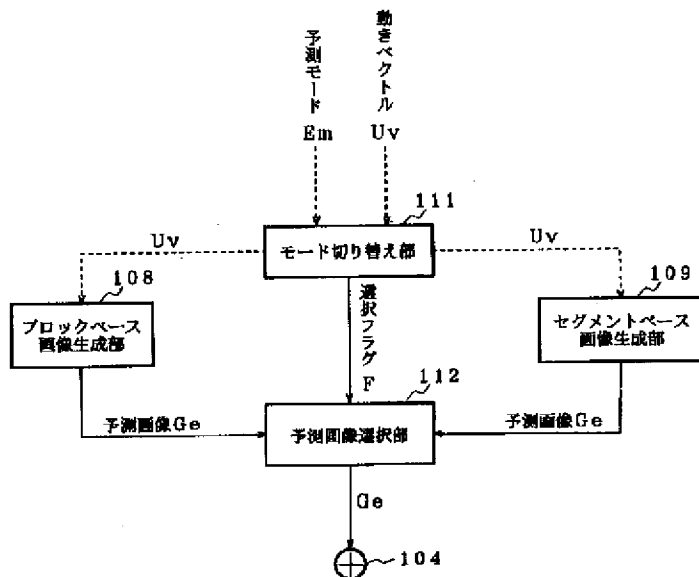 予測モード
Em
動きベクトル
Uv
111
モード切り替え部
Uv
Uv
108
ブロックベース
画像生成部
109
セグメントベース
画像生成部
選択フラグ F
112
予測画像選択部
予測画像Ge
予測画像Ge
Ge
104